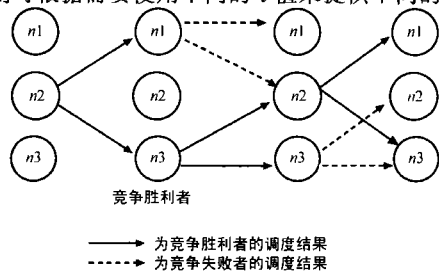 n1 n1 n1 n1
n2 n2 n2 n2
n3 n3 n3 n3
竞争胜利者
为竞争胜利者的调度结果
为竞争失败者的调度结果